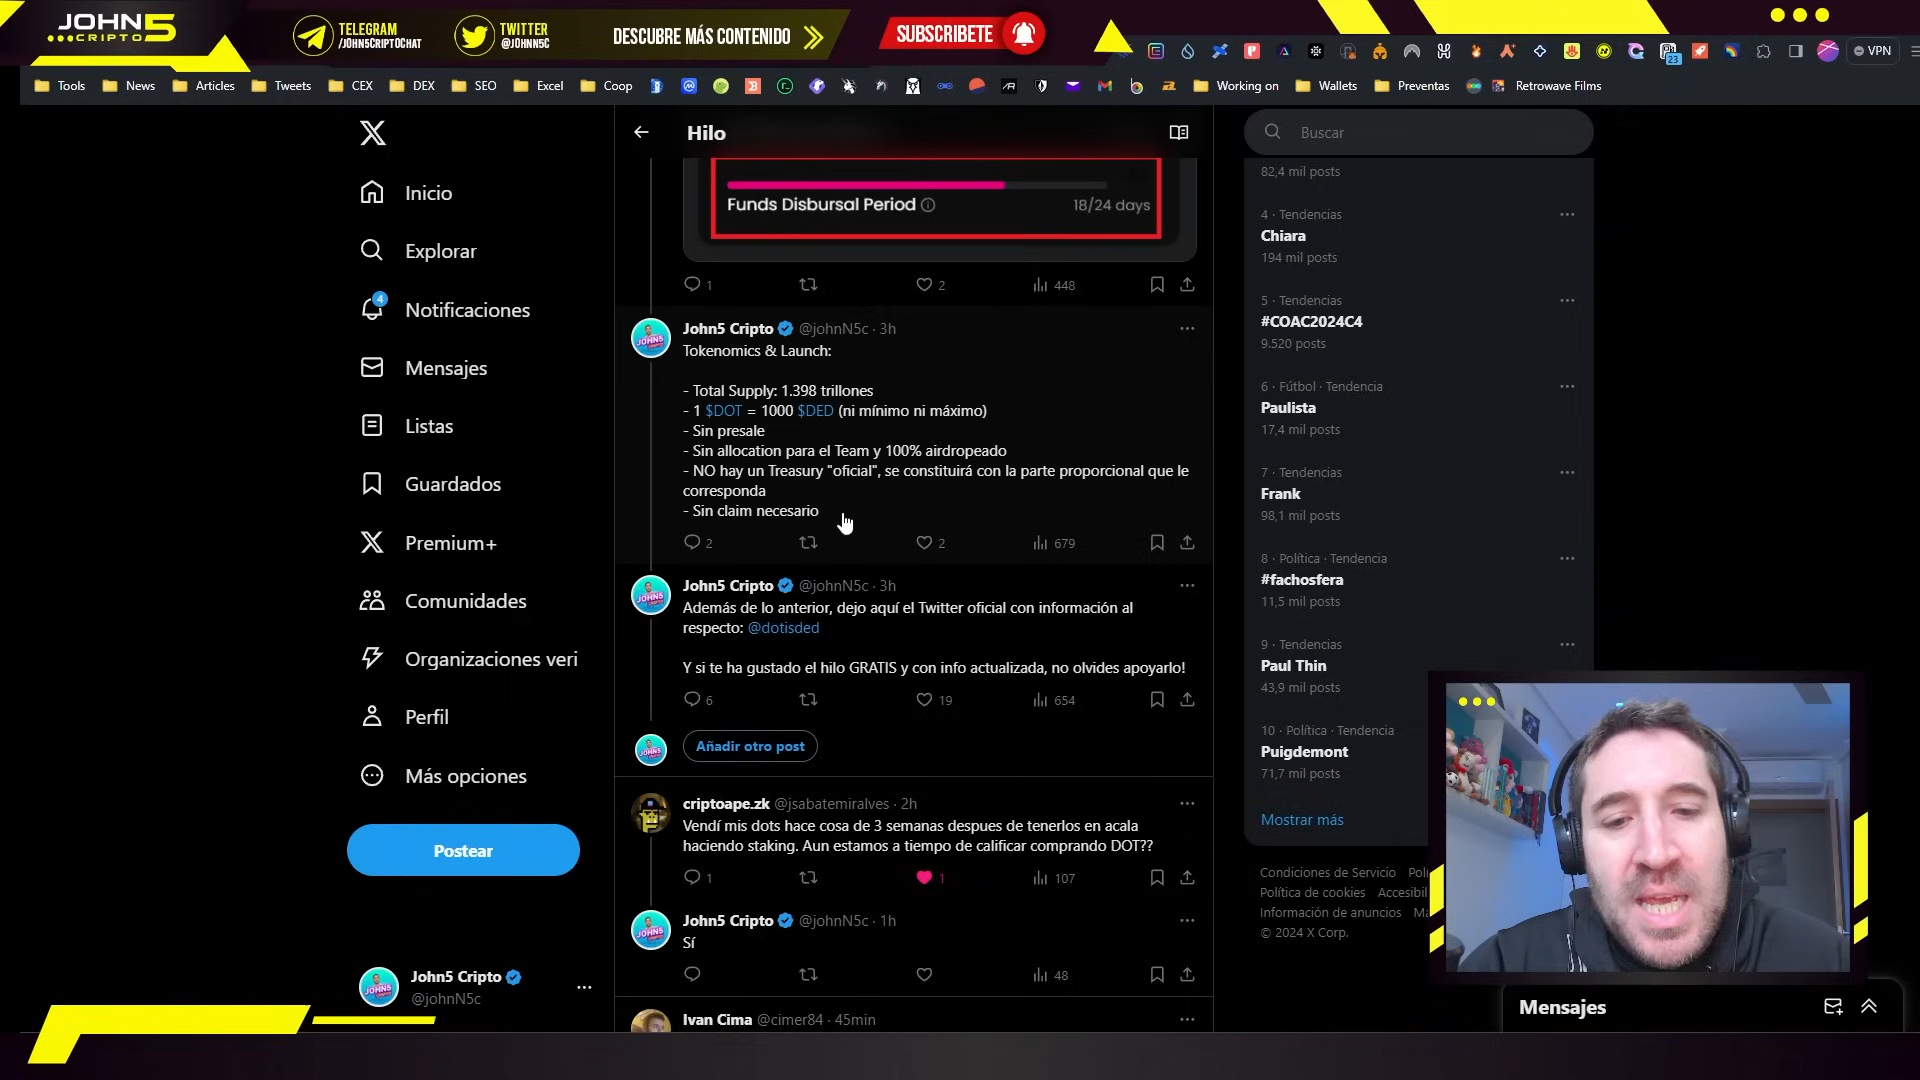 JOHN 5
CRIPTO
TELEGRAM
/JOHN5CRIPTOCHAT
TWITTER
@JOHNN5C
DESCUBRE MÁS CONTENIDO
SUBSCRIBETE
23
VPN
Tools
News
Articles
Tweets
CEX
DEX
SEO
Excel
Coop
Working on
Wallets
Preventas
Retrowave Films
Inicio
Explorar
4
Notificaciones
Mensajes
Listas
Guardados
Premium+
Comunidades
Organizaciones veri
Perfil
Más opciones
Postear
John5 Cripto
@johnN5c
Hilo
Funds Disbursal Period
18/24 days
1
2
448
John5 Cripto @johnN5c · 3h
Tokenomics & Launch:
- Total Supply: 1.398 trillones
- 1 $DOT = 1000 $DED (ni mínimo ni máximo)
- Sin presale
- Sin allocation para el Team y 100% airdropeado
- NO hay un Treasury "oficial", se constituirá con la parte proporcional que le
corresponda
- Sin claim necesario
2
2
679
John5 Cripto @johnN5c · 3h
Además de lo anterior, dejo aquí el Twitter oficial con información al
respecto: @dotisded
Y si te ha gustado el hilo GRATIS y con info actualizada, no olvides apoyarlo!
6
19
654
Añadir otro post
criptoape.zk @jsabatemiralves · 2h
Vendí mis dots hace cosa de 3 semanas despues de tenerlos en acala
haciendo staking. Aun estamos a tiempo de calificar comprando DOT??
1
1
107
John5 Cripto @johnN5c · 1h
Sí
48
Ivan Cima @cimer84 · 45min
Buscar
82,4 mil posts
4 · Tendencias
Chiara
194 mil posts
5 · Tendencias
#COAC2024C4
9.520 posts
6 · Fútbol · Tendencia
Paulista
17,4 mil posts
7 · Tendencias
Frank
98,1 mil posts
8 · Política · Tendencia
#fachosfera
11,5 mil posts
9 · Tendencias
Paul Thin
43,9 mil posts
10 · Política · Tendencia
Puigdemont
71,7 mil posts
Mostrar más
Condiciones de Servicio
Política de cookies
Información de anuncios
© 2024 X Corp.
Mensajes